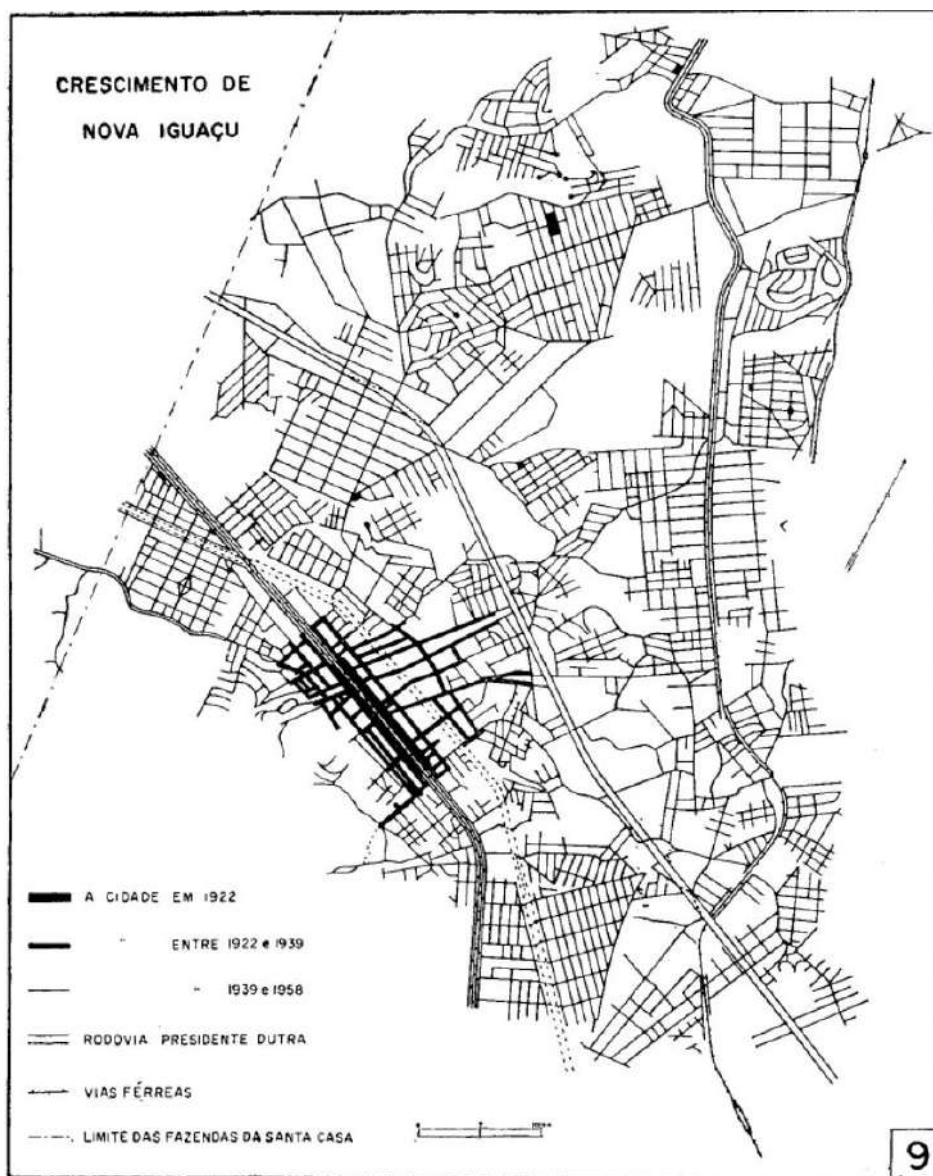 CRESCIMENTO DE
NOVA IGUAÇU
A CIDADE EM 1922
" ENTRE 1922 e 1939
" 1939 e 1958
RODOVIA PRESIDENTE DUTRA
VIAS FÉRREAS
LIMITE DAS FAZENDAS DA SANTA CASA
9